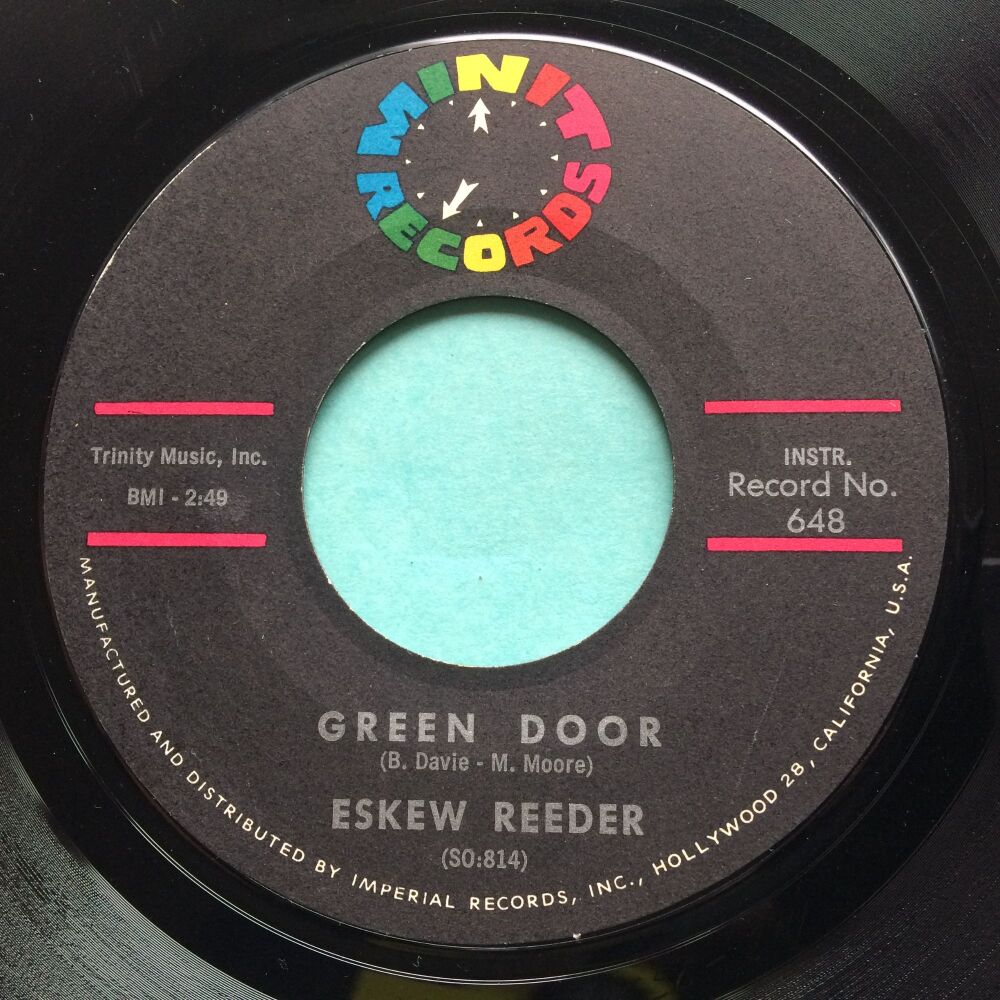 MINIT
RECORDS
Trinity Music, Inc.
BMI - 2:49
INSTR.
Record No.
648
GREEN DOOR
(B. Davie - M. Moore)
ESKEW REEDER
(SO:814)
MANUFACTURED AND DISTRIBUTED BY IMPERIAL RECORDS, INC., HOLLYWOOD 28, CALIFORNIA, U.S.A.